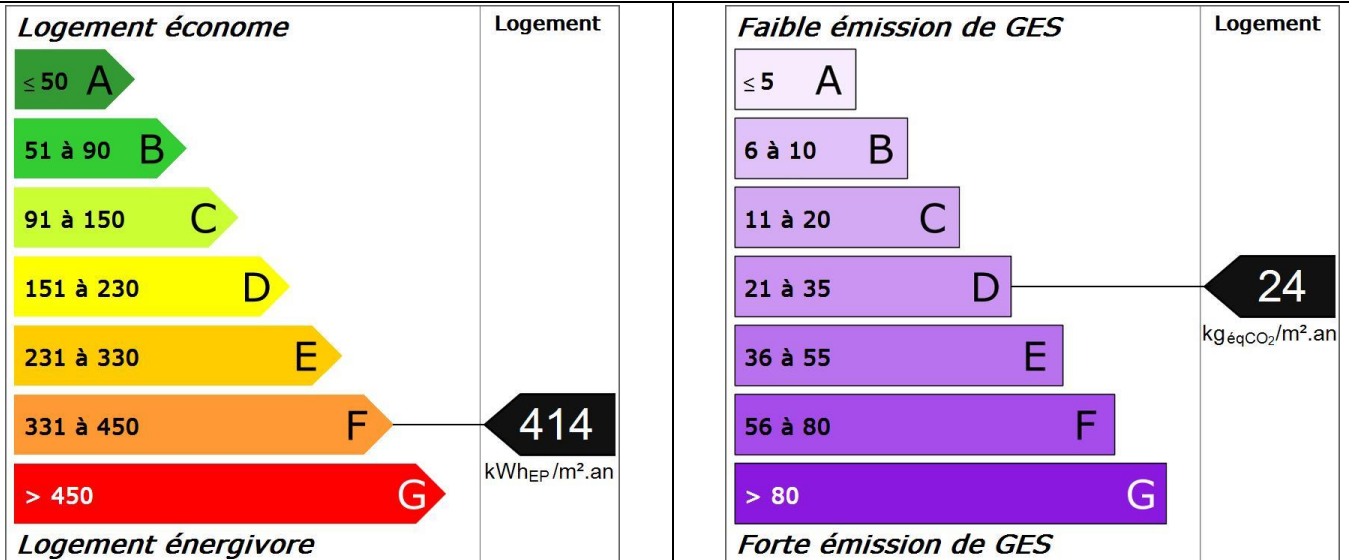 Logement économe
Logement
≤ 50 A
51 à 90 B
91 à 150 C
151 à 230 D
231 à 330 E
331 à 450 F
414
kWhEP/m².an
> 450 G
Logement énergivore
Faible émission de GES
Logement
≤ 5 A
6 à 10 B
11 à 20 C
21 à 35 D
24
kgéqCO₂/m².an
36 à 55 E
56 à 80 F
> 80 G
Forte émission de GES